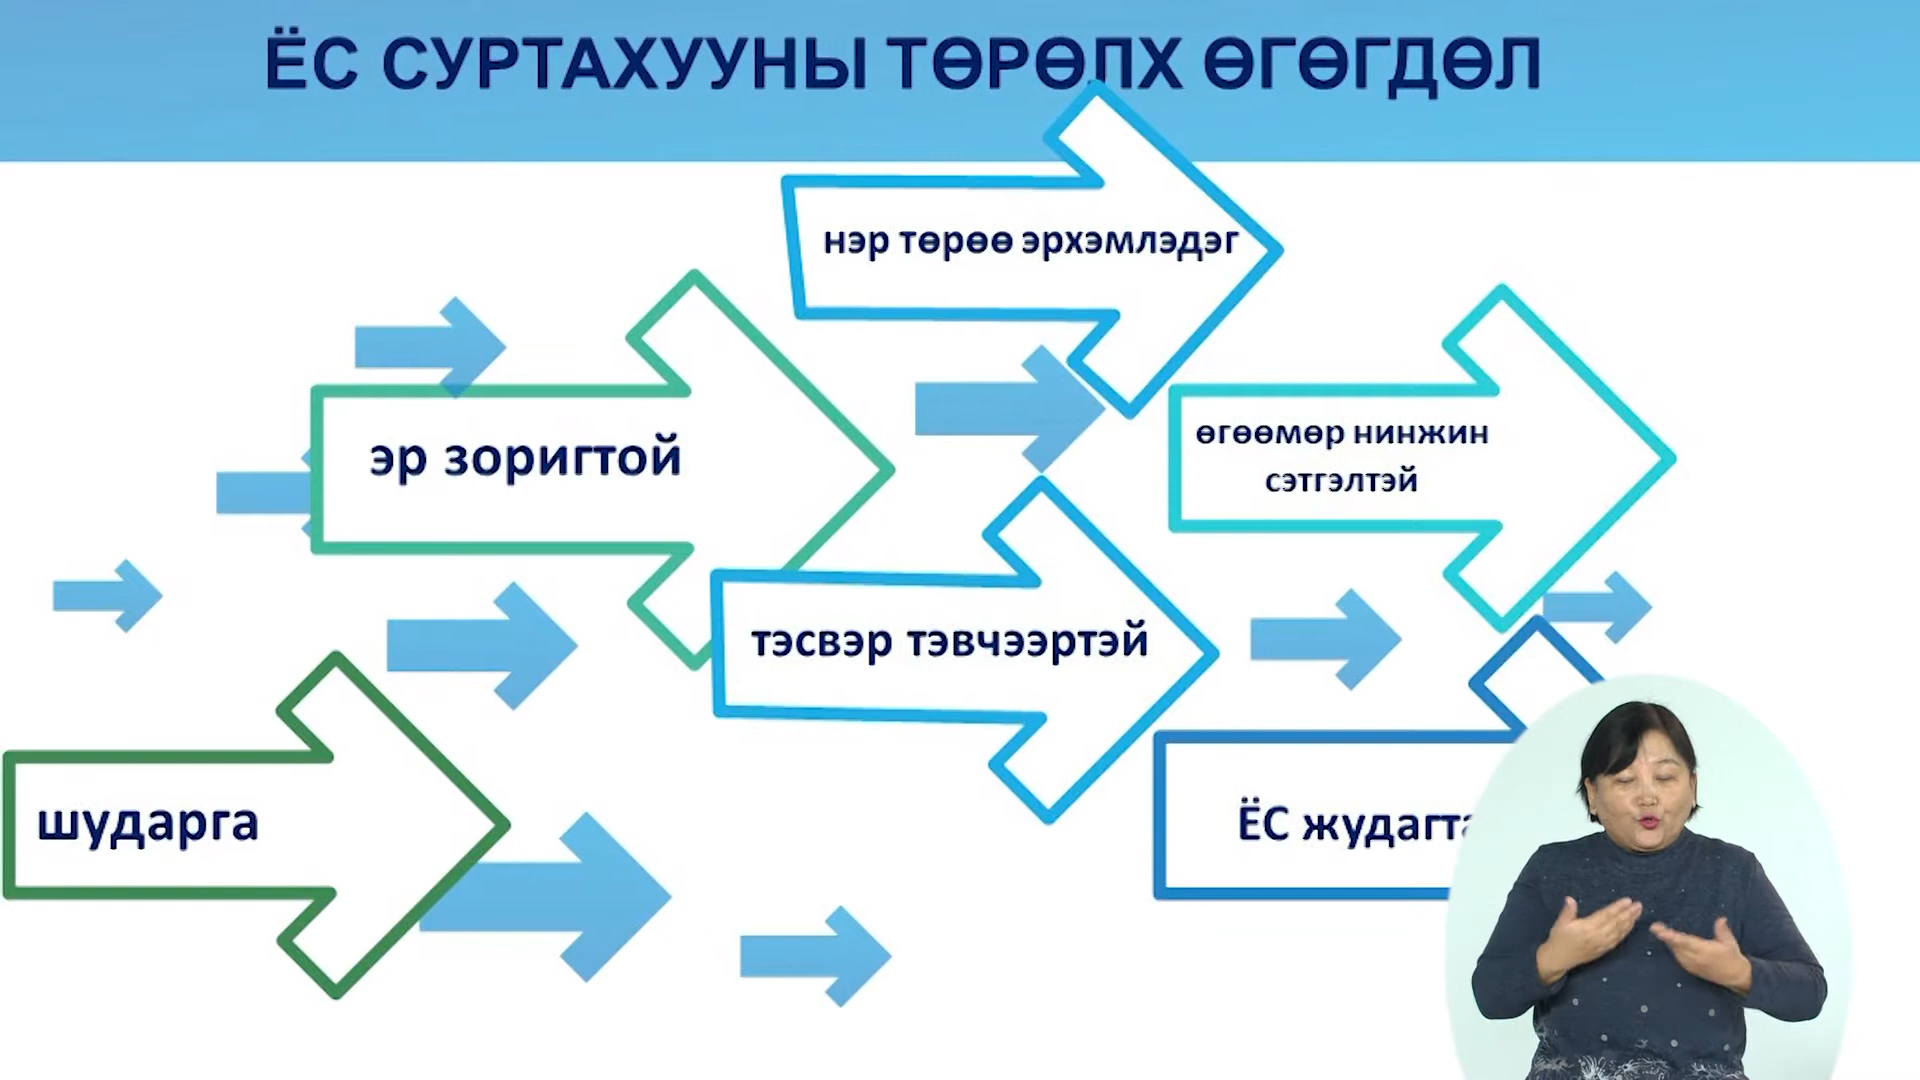 ЁС СУРТАХУУНЫ ТӨРӨЛХ ӨГӨГДӨЛ
нэр төрөө эрхэмлэдэг
эр зоригтой
өгөөмөр нинжин
сэтгэлтэй
тэсвэр тэвчээртэй
шударга
ЁС